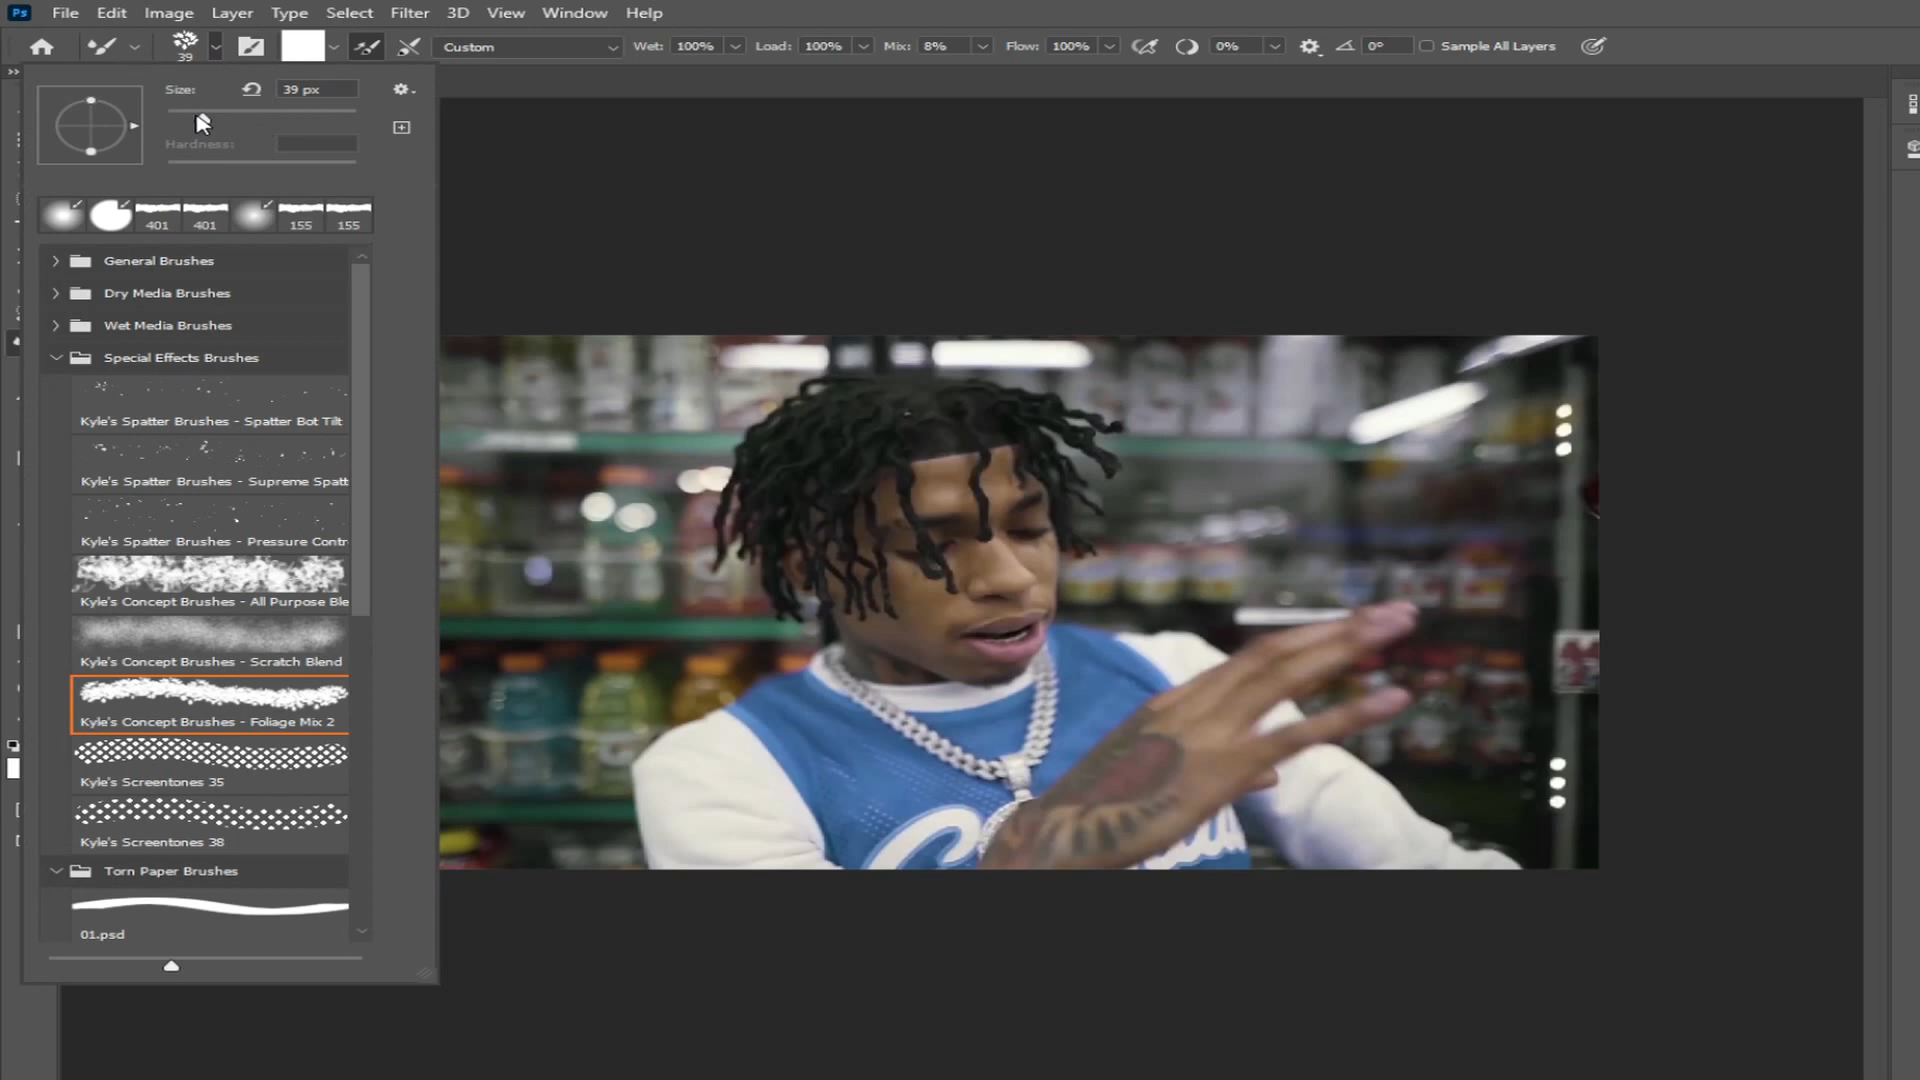 Ps File Edit Image Layer Type Select Filter 3D View Window Help
39 Custom Wet: 100% Load: 100% Mix: 8% Flow: 100% 0% 0° Sample All Layers
Size: 39 px
Hardness:
401 401 155 155
General Brushes
Dry Media Brushes
Wet Media Brushes
Special Effects Brushes
Kyle's Spatter Brushes - Spatter Bot Tilt
Kyle's Spatter Brushes - Supreme Spatt
Kyle's Spatter Brushes - Pressure Contr
Kyle's Concept Brushes - All Purpose Ble
Kyle's Concept Brushes - Scratch Blend
Kyle's Concept Brushes - Foliage Mix 2
Kyle's Screentones 35
Kyle's Screentones 38
Torn Paper Brushes
01.psd